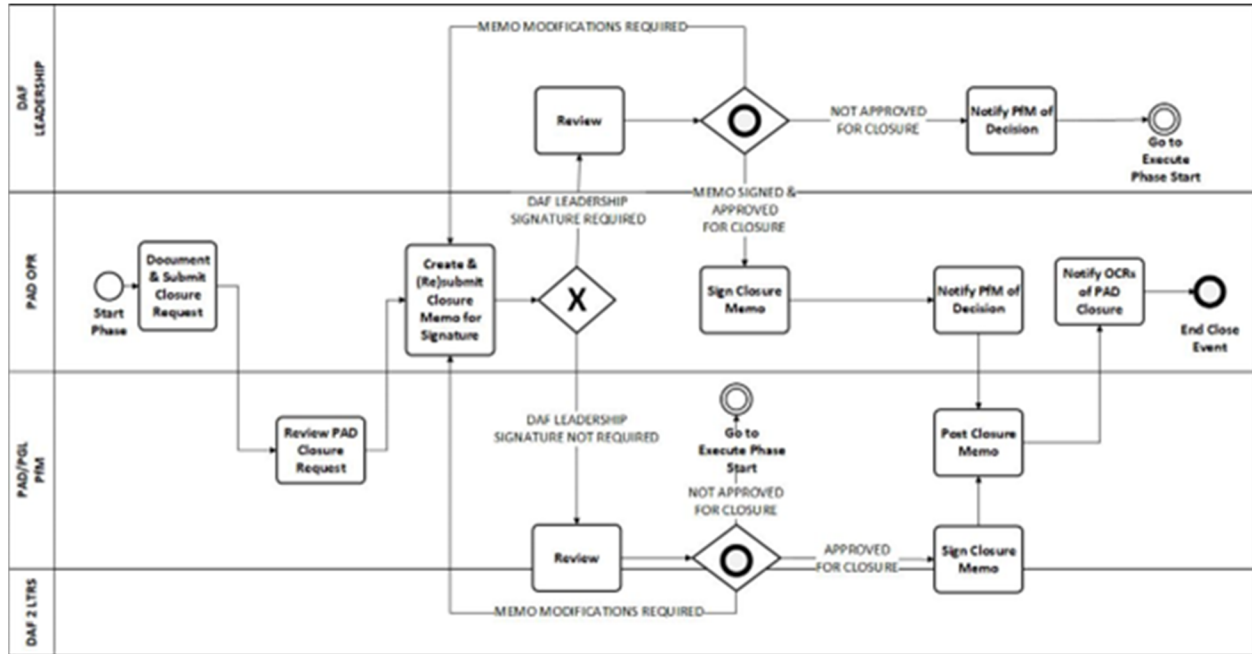 DAF
LEADERSHIP
MEMO MODIFICATIONS REQUIRED
Review
NOT APPROVED
FOR CLOSURE
Notify PfM of
Decision
Go to
Execute
Phase Start
DAF LEADERSHIP
SIGNATURE REQUIRED
MEMO SIGNED &
APPROVED
FOR CLOSURE
PAD OPR
Start
Phase
Document
& Submit
Closure
Request
Create &
(Re)submit
Closure
Memo for
Signature
X
Sign Closure
Memo
Notify PfM of
Decision
Notify OCRs
of PAD
Closure
End Close
Event
PAD/PGL
PfM
Review PAD
Closure
Request
DAF LEADERSHIP
SIGNATURE NOT REQUIRED
Go to
Execute Phase
Start
NOT APPROVED
FOR CLOSURE
Post Closure
Memo
Review
APPROVED
FOR CLOSURE
Sign Closure
Memo
DAF 2 LTRS
MEMO MODIFICATIONS REQUIRED